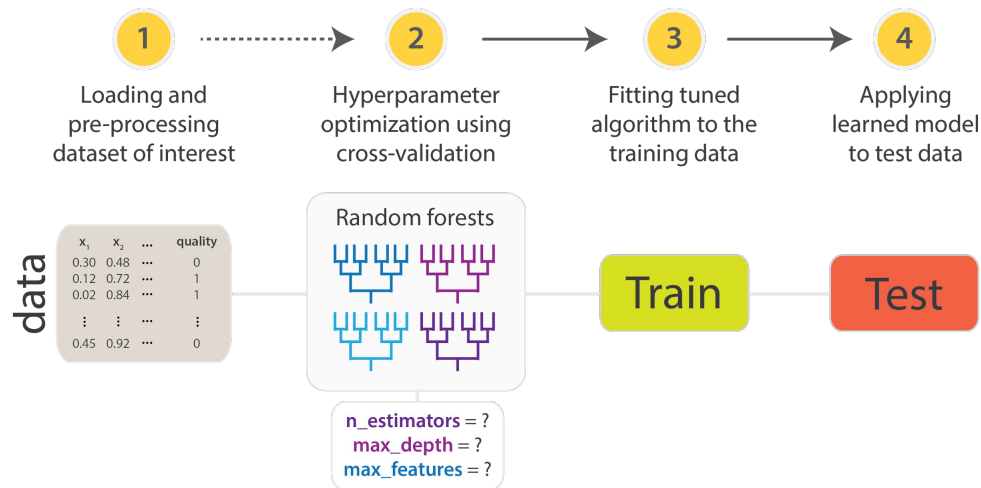 1
2
3
4
Loading and
pre-processing
dataset of interest
Hyperparameter
optimization using
cross-validation
Fitting tuned
algorithm to the
training data
Applying
learned model
to test data
data
x1 x2 ... quality
0.30 0.48 ... 0
0.12 0.72 ... 1
0.02 0.84 ... 1
⋮ ⋮ ... ⋮
0.45 0.92 ... 0
Random forests
n_estimators = ?
max_depth = ?
max_features = ?
Train
Test